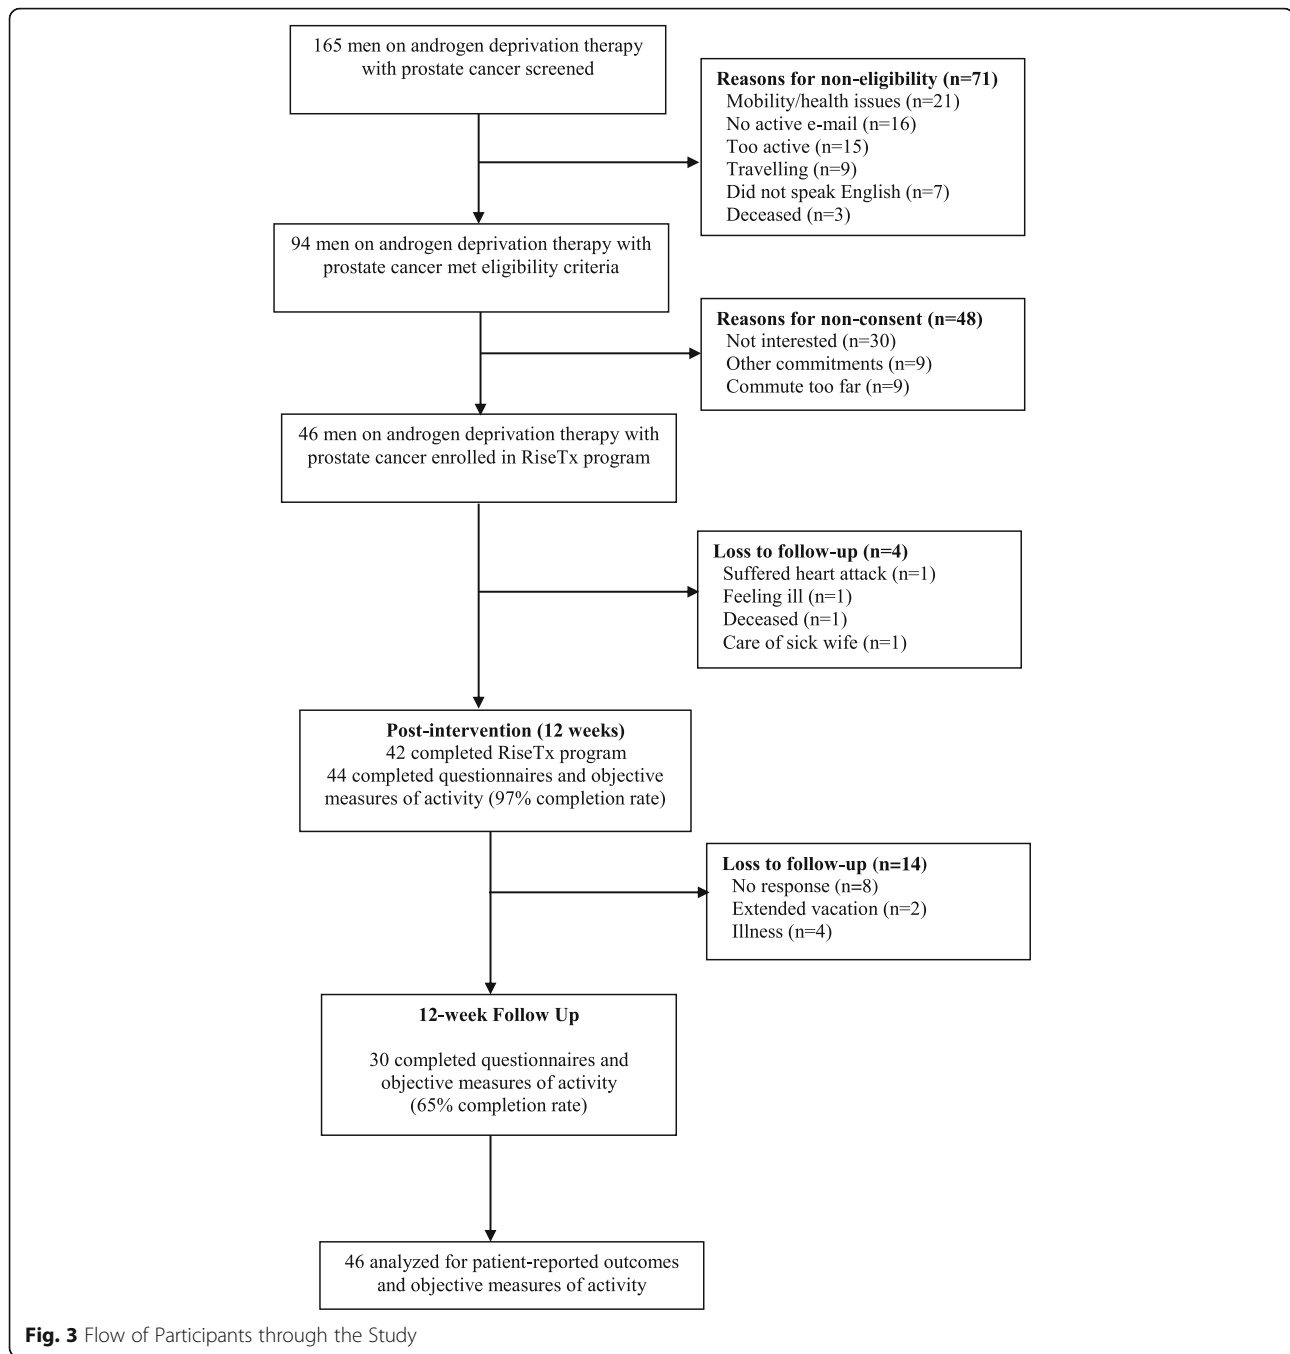 165 men on androgen deprivation therapy
with prostate cancer screened
Reasons for non-eligibility (n=71)
Mobility/health issues (n=21)
No active e-mail (n=16)
Too active (n=15)
Travelling (n=9)
Did not speak English (n=7)
Deceased (n=3)
94 men on androgen deprivation therapy with
prostate cancer met eligibility criteria
Reasons for non-consent (n=48)
Not interested (n=30)
Other commitments (n=9)
Commute too far (n=9)
46 men on androgen deprivation therapy with
prostate cancer enrolled in RiseTx program
Loss to follow-up (n=4)
Suffered heart attack (n=1)
Feeling ill (n=1)
Deceased (n=1)
Care of sick wife (n=1)
Post-intervention (12 weeks)
42 completed RiseTx program
44 completed questionnaires and objective
measures of activity (97% completion rate)
Loss to follow-up (n=14)
No response (n=8)
Extended vacation (n=2)
Illness (n=4)
12-week Follow Up
30 completed questionnaires and
objective measures of activity
(65% completion rate)
46 analyzed for patient-reported outcomes
and objective measures of activity
Fig. 3 Flow of Participants through the Study